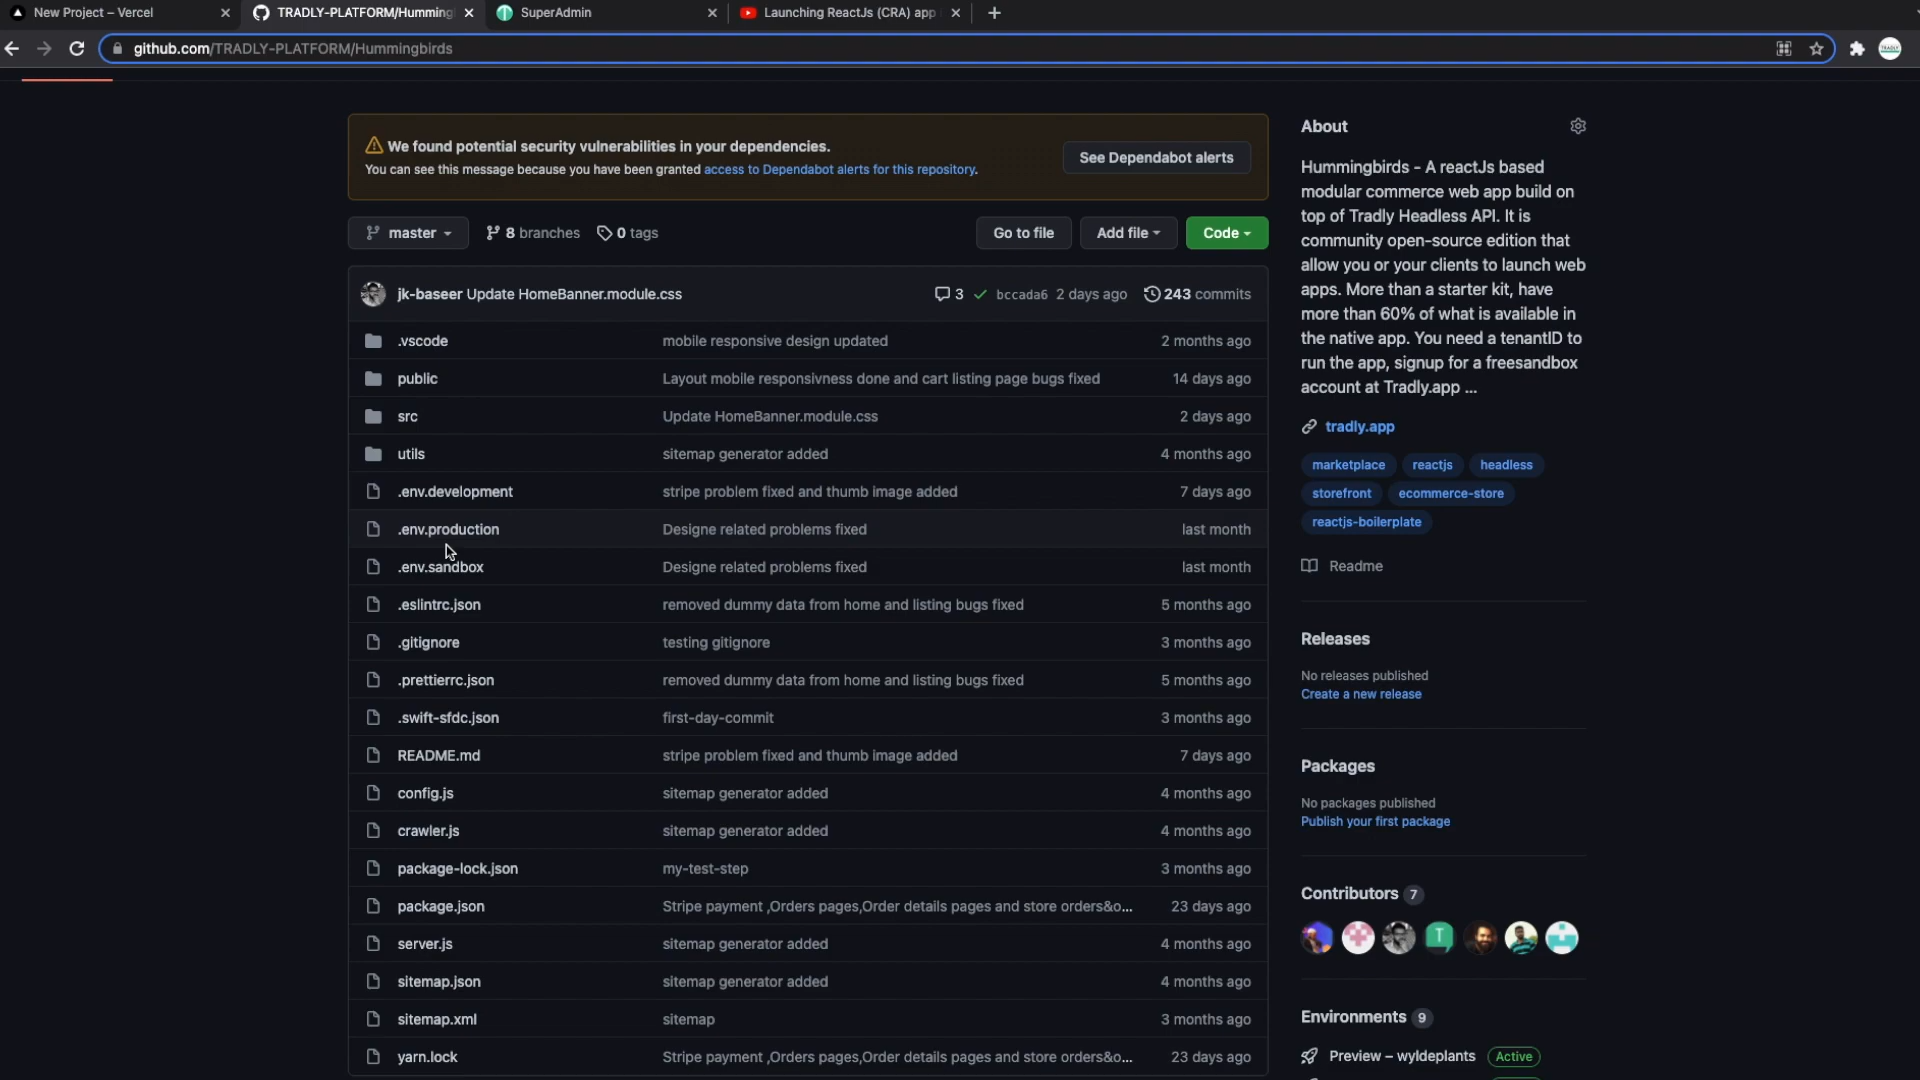 New Project – Vercel
TRADLY-PLATFORM/Humming
SuperAdmin
Launching ReactJs (CRA) app
github.com/TRADLY-PLATFORM/Hummingbirds
We found potential security vulnerabilities in your dependencies.
You can see this message because you have been granted access to Dependabot alerts for this repository.
See Dependabot alerts
master
8 branches
0 tags
Go to file
Add file
Code
jk-baseer Update HomeBanner.module.css
3
bccada6 2 days ago
243 commits
.vscode mobile responsive design updated 2 months ago
public Layout mobile responsivness done and cart listing page bugs fixed 14 days ago
src Update HomeBanner.module.css 2 days ago
utils sitemap generator added 4 months ago
.env.development stripe problem fixed and thumb image added 7 days ago
.env.production Designe related problems fixed last month
.env.sandbox Designe related problems fixed last month
.eslintrc.json removed dummy data from home and listing bugs fixed 5 months ago
.gitignore testing gitignore 3 months ago
.prettierrc.json removed dummy data from home and listing bugs fixed 5 months ago
.swift-sfdc.json first-day-commit 3 months ago
README.md stripe problem fixed and thumb image added 7 days ago
config.js sitemap generator added 4 months ago
crawler.js sitemap generator added 4 months ago
package-lock.json my-test-step 3 months ago
package.json Stripe payment ,Orders pages,Order details pages and store orders&o... 23 days ago
server.js sitemap generator added 4 months ago
sitemap.json sitemap generator added 4 months ago
sitemap.xml sitemap 3 months ago
yarn.lock Stripe payment ,Orders pages,Order details pages and store orders&o... 23 days ago
About
Hummingbirds - A reactJs based
modular commerce web app build on
top of Tradly Headless API. It is
community open-source edition that
allow you or your clients to launch web
apps. More than a starter kit, have
more than 60% of what is available in
the native app. You need a tenantID to
run the app, signup for a freesandbox
account at Tradly.app ...
tradly.app
marketplace reactjs headless
storefront ecommerce-store
reactjs-boilerplate
Readme
Releases
No releases published
Create a new release
Packages
No packages published
Publish your first package
Contributors 7
T
Environments 9
Preview – wyldeplants Active